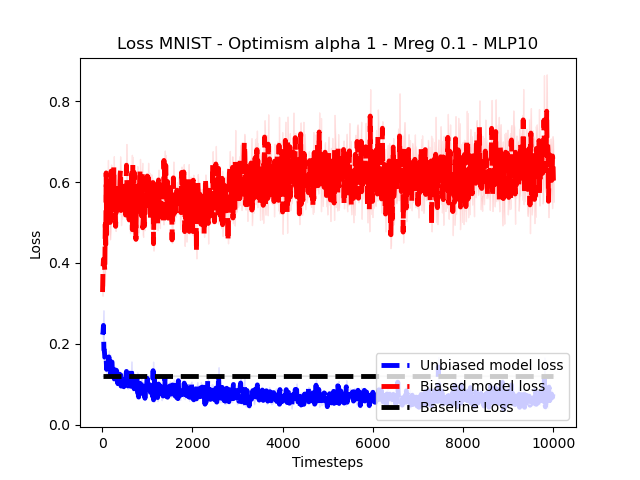 Loss MNIST - Optimism alpha 1 - Mreg 0.1 - MLP10
Loss
0.8
0.6
0.4
0.2
0.0
Unbiased model loss
Biased model loss
Baseline Loss
0 2000 4000 6000 8000 10000
Timesteps